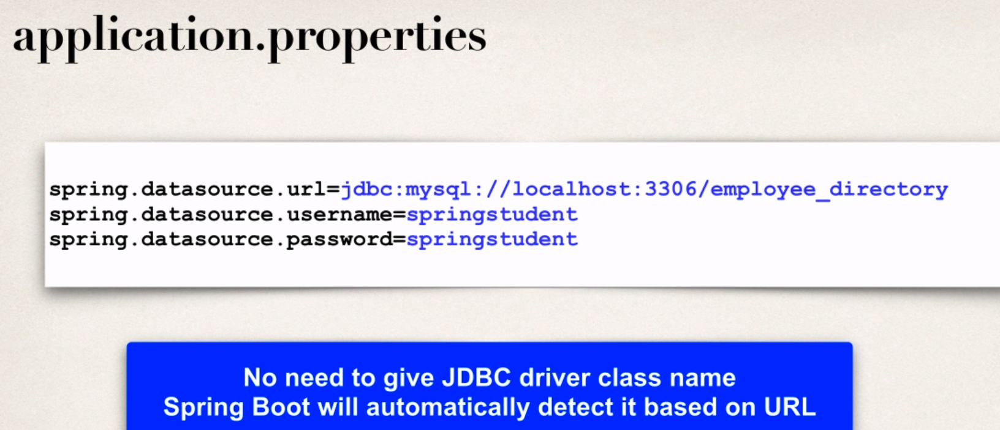 application.properties
spring.datasource.url=jdbc:mysql://localhost:3306/employee_directory
spring.datasource.username=springstudent
spring.datasource.password=springstudent
No need to give JDBC driver class name
Spring Boot will automatically detect it based on URL